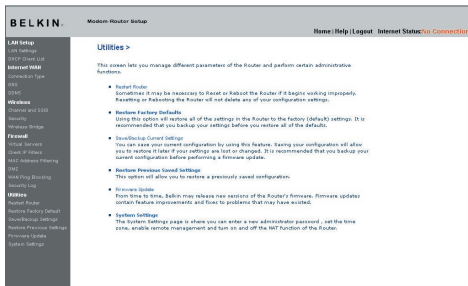 BELKIN.
Modem-Router Setup
Home | Help | Logout Internet Status: No Connection
LAN Setup
LAN Settings
DHCP Client List
Internet WAN
Connection Type
DNS
DDNS
Wireless
Channel and SSID
Security
Wireless Bridge
Firewall
Virtual Servers
Client IP Filters
MAC Address Filtering
DMZ
WAN Ping Blocking
Security Log
Utilities
Restart Router
Restore Factory Default
Save/Backup Settings
Restore Previous Settings
Firmware Update
System Settings
Utilities >
This screen lets you manage different parameters of the Router and perform certain administrative
functions.
Restart Router
Sometimes it may be necessary to Reset or Reboot the Router if it begins working improperly.
Resetting or Rebooting the Router will not delete any of your configuration settings.
Restore Factory Defaults
Using this option will restore all of the settings in the Router to the factory (default) settings. It is
recommended that you backup your settings before you restore all of the defaults.
Save/Backup Current Settings
You can save your current configuration by using this feature. Saving your configuration will allow
you to restore it later if your settings are lost or changed. It is recommended that you backup your
current configuration before performing a firmware update.
Restore Previous Saved Settings
This option will allow you to restore a previously saved configuration.
Firmware Update
From time to time, Belkin may release new versions of the Router's firmware. Firmware updates
contain feature improvements and fixes to problems that may have existed.
System Settings
The System Settings page is where you can enter a new administrator password , set the time
zone, enable remote management and turn on and off the NAT function of the Router.